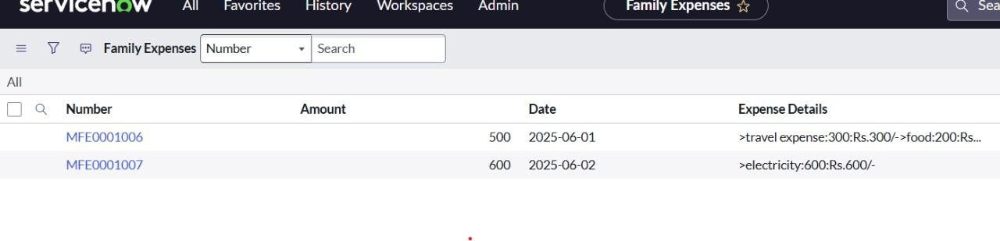 servicenow All Favorites History Workspaces Admin Family Expenses
Family Expenses Number Search
All
Number Amount Date Expense Details
MFE0001006 500 2025-06-01 >travel expense:300:Rs.300/->food:200:Rs...
MFE0001007 600 2025-06-02 >electricity:600:Rs.600/-